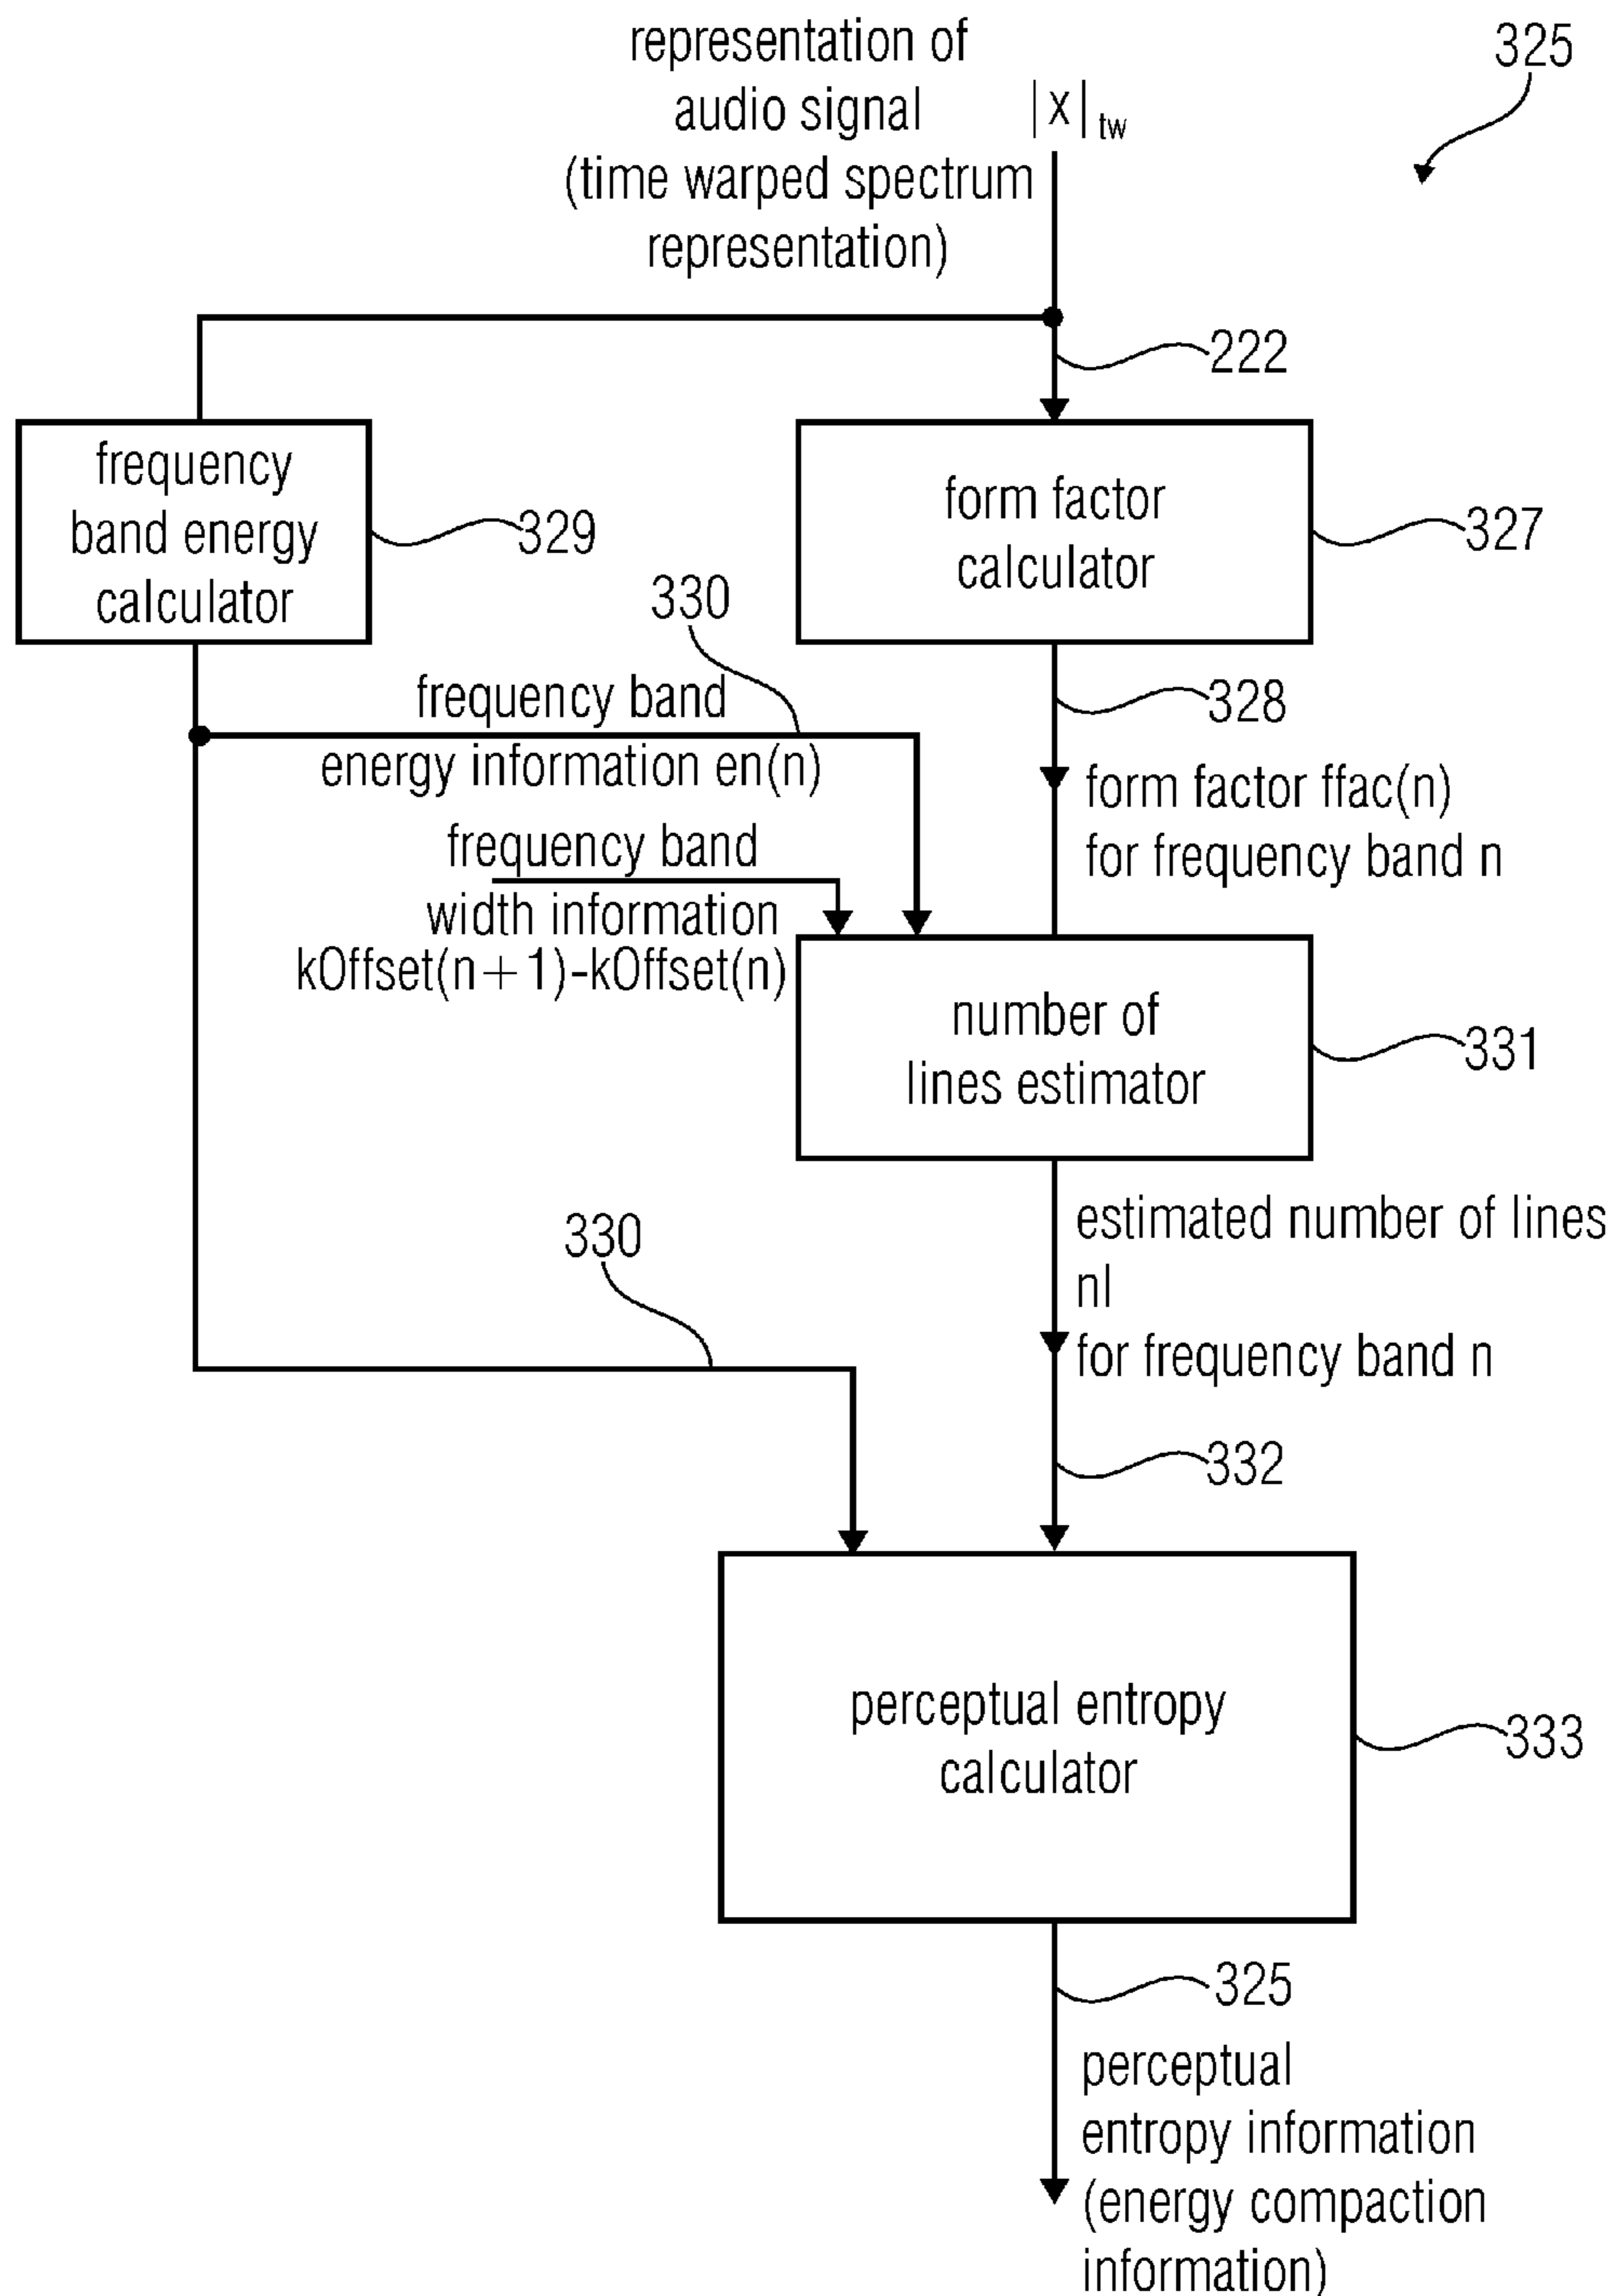 representation of
audio signal
(time warped spectrum
representation)
|x| tw
325
222
frequency
band energy
calculator
329
form factor
calculator
327
330
328
frequency band
energy information en(n)
form factor ffac(n)
for frequency band n
frequency band
width information
kOffset(n+1)-kOffset(n)
number of
lines estimator
331
estimated number of lines
nl
for frequency band n
330
332
perceptual entropy
calculator
333
325
perceptual
entropy information
(energy compaction
information)